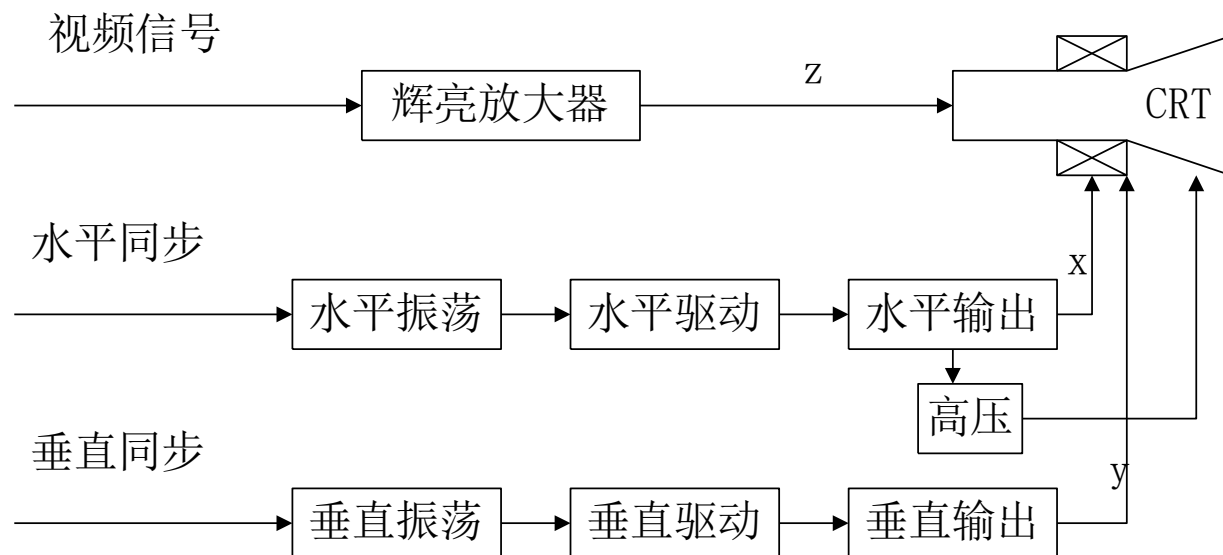 视频信号
辉亮放大器
z
CRT
水平同步
x
水平振荡
水平驱动
水平输出
高压
垂直同步
y
垂直振荡
垂直驱动
垂直输出